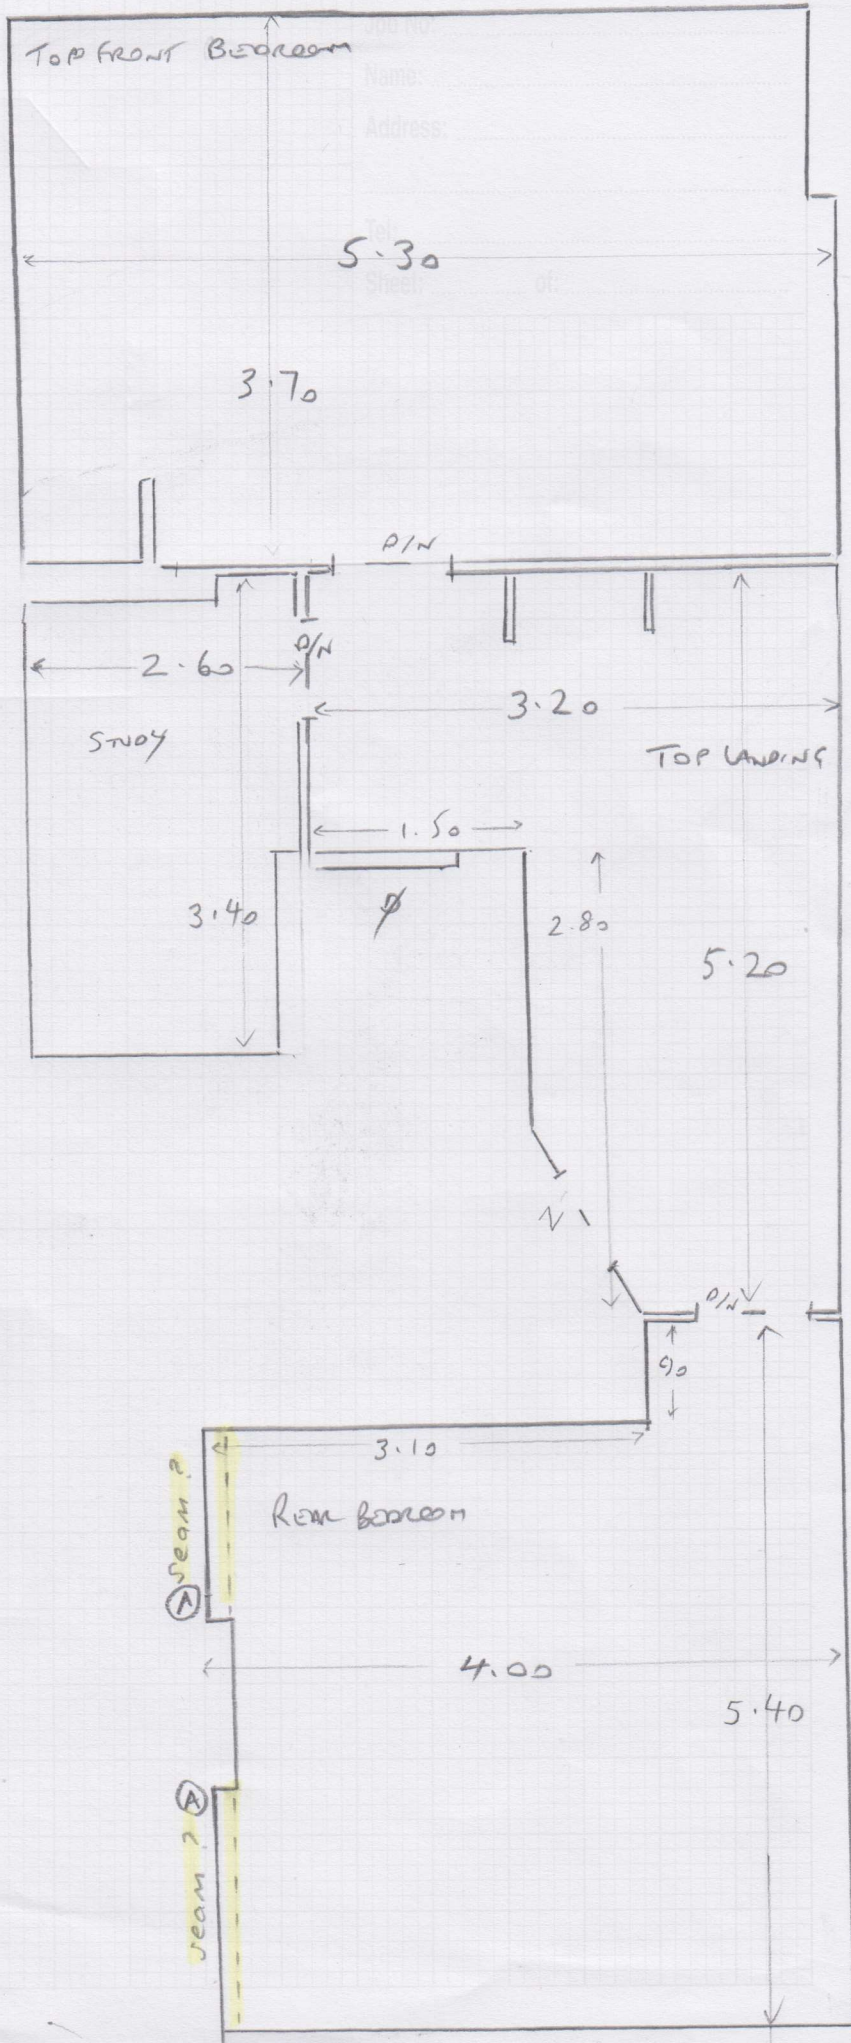 Job No:
TOP FRONT BEDROOM
Name:
Address:
Tel:
5.30
Sheet: of:
3.70
D/N
D/N
2.60
3.20
STUDY
TOP LANDING
1.50
3.40
2.80
5.20
N
D/N
90
3.10
seam ?
REAR BEDROOM
A
4.00
5.40
A
seam ?